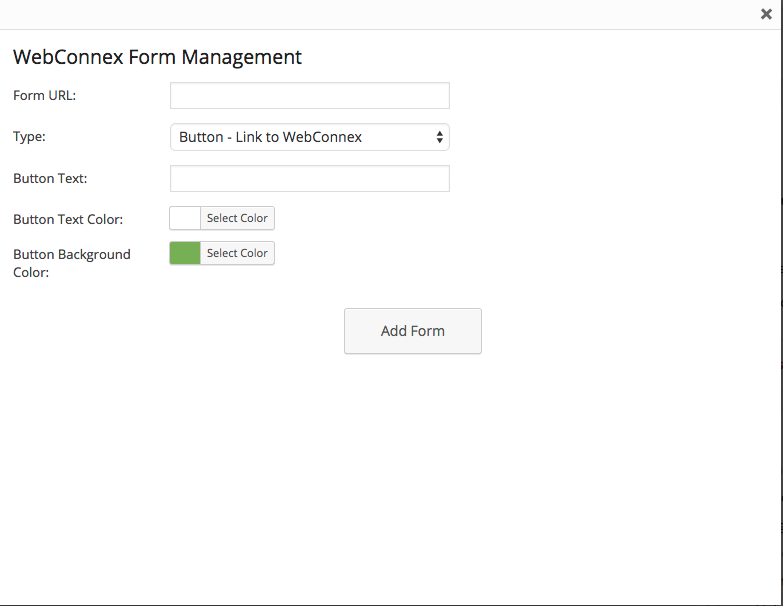 WebConnex Form Management
Form URL:
Type:
Button - Link to WebConnex
Button Text:
Button Text Color:
Select Color
Button Background
Color:
Select Color
Add Form